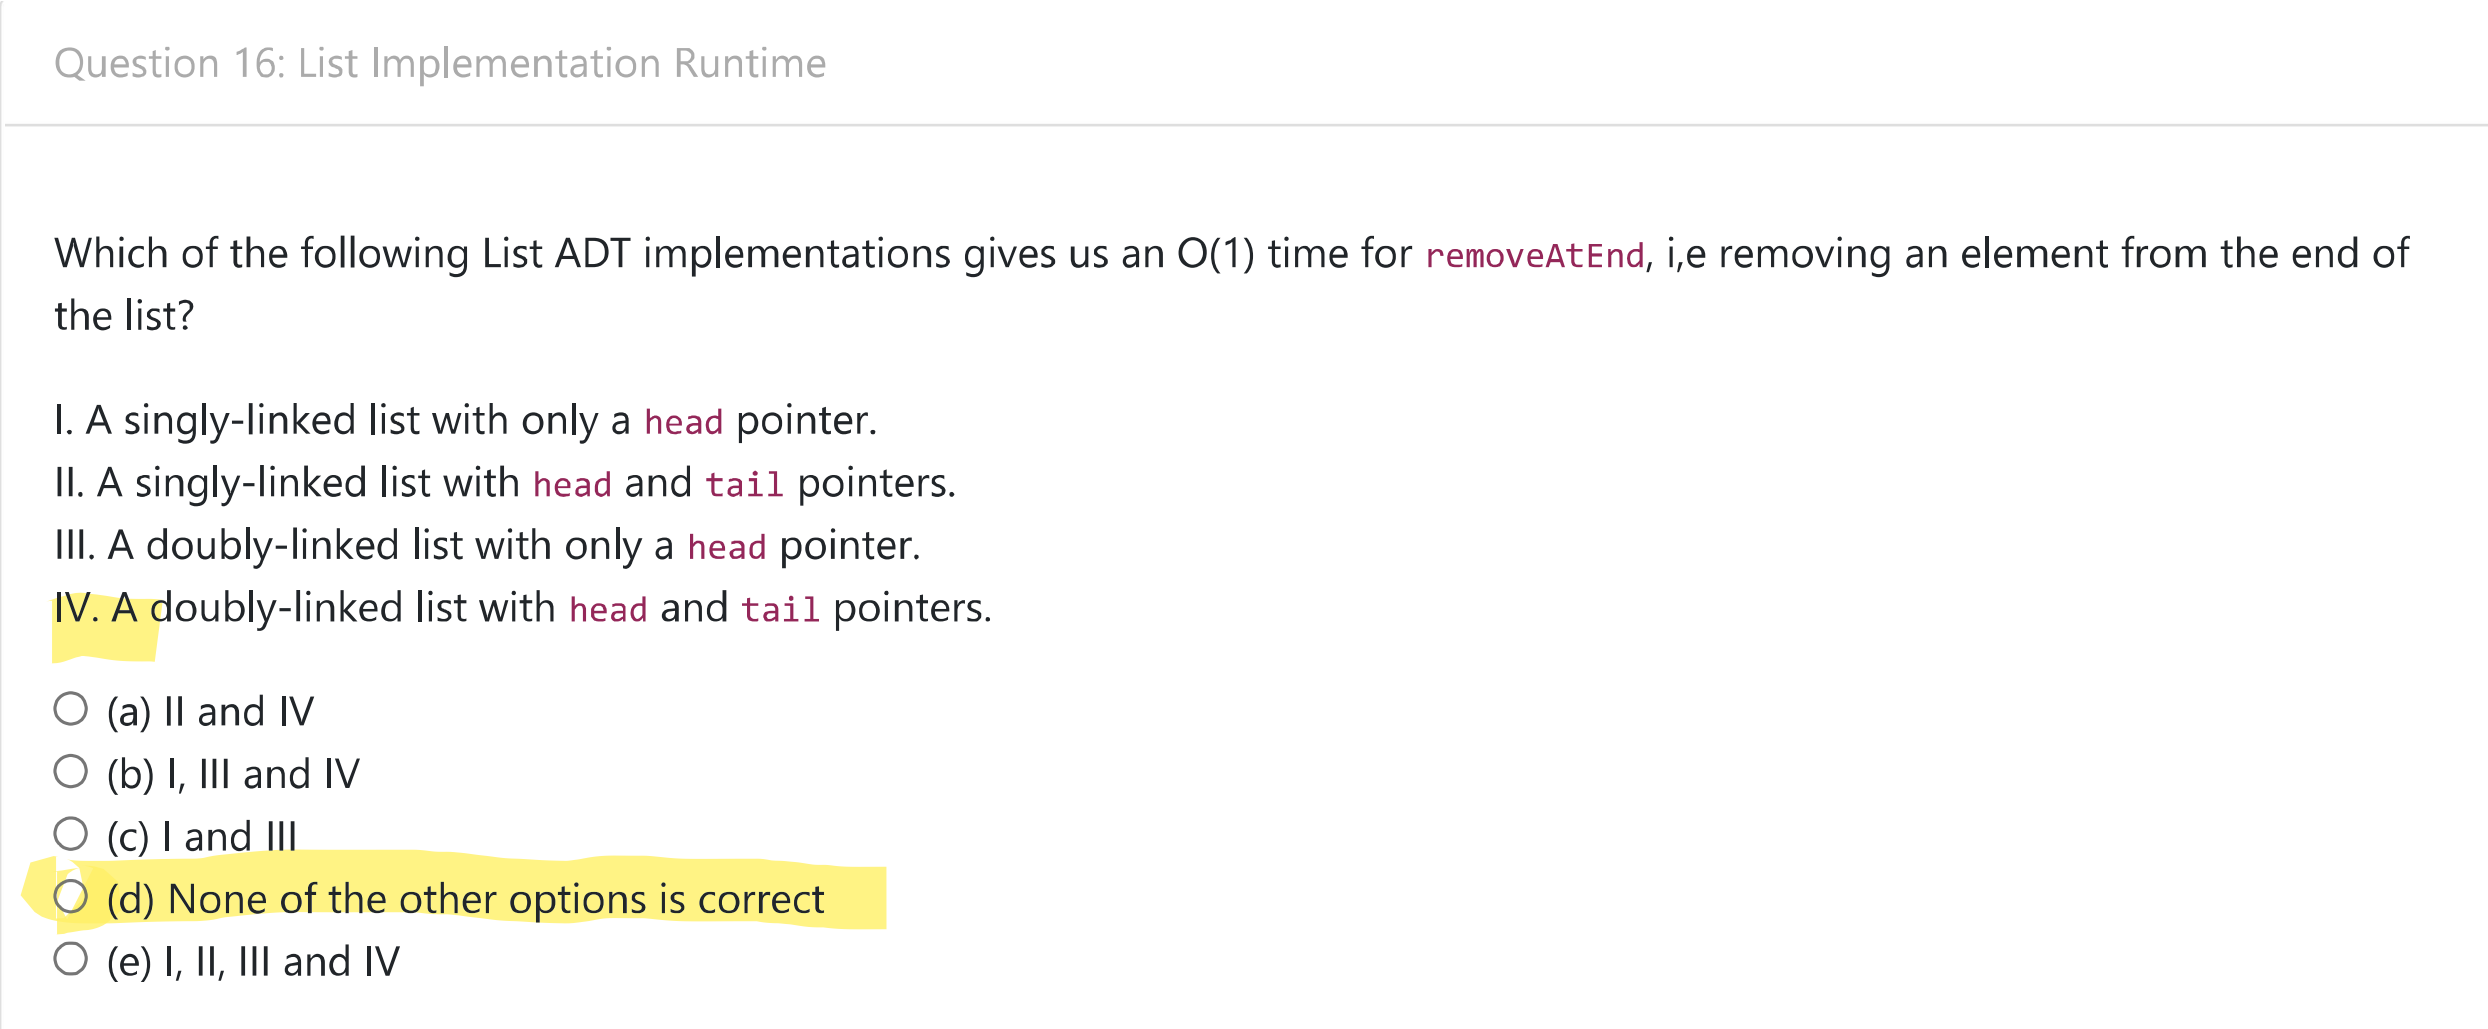 Question 16: List Implementation Runtime
Which of the following List ADT implementations gives us an O(1) time for removeAtEnd, i,e removing an element from the end of
the list?
I. A singly-linked list with only a head pointer.
II. A singly-linked list with head and tail pointers.
III. A doubly-linked list with only a head pointer.
IV. A doubly-linked list with head and tail pointers.
(a) II and IV
(b) I, III and IV
(c) I and III
(d) None of the other options is correct
(e) I, II, III and IV